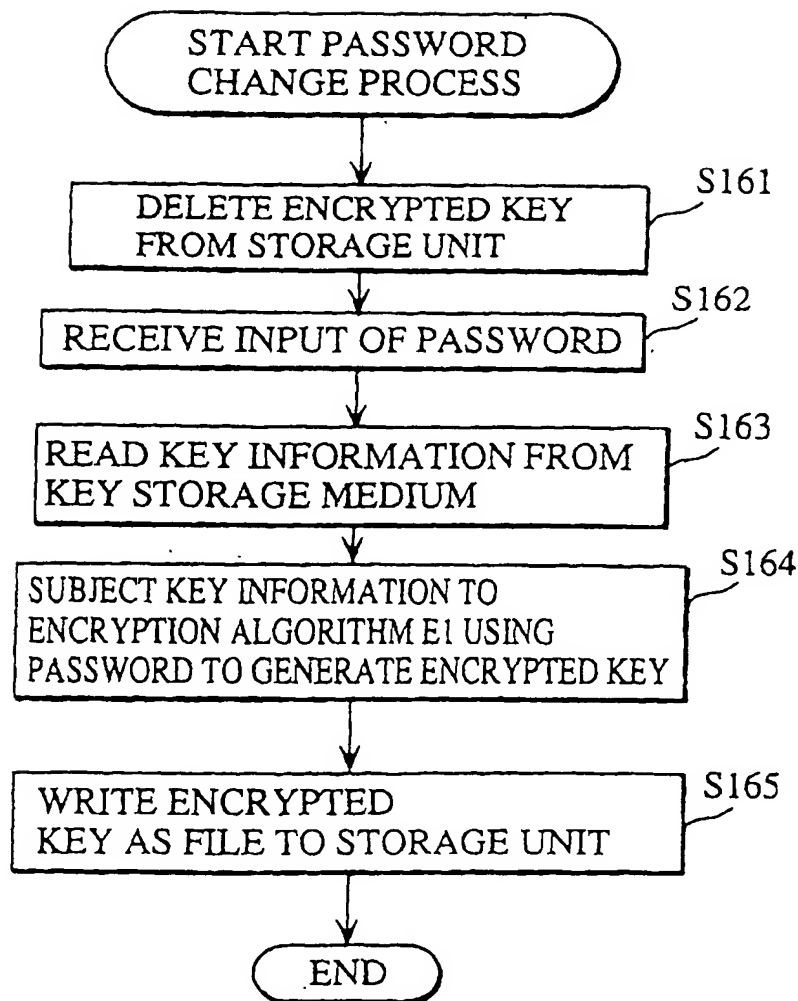 START PASSWORD
CHANGE PROCESS
S161
DELETE ENCRYPTED KEY
FROM STORAGE UNIT
S162
RECEIVE INPUT OF PASSWORD
S163
READ KEY INFORMATION FROM
KEY STORAGE MEDIUM
S164
SUBJECT KEY INFORMATION TO
ENCRYPTION ALGORITHM E1 USING
PASSWORD TO GENERATE ENCRYPTED KEY
S165
WRITE ENCRYPTED
KEY AS FILE TO STORAGE UNIT
END